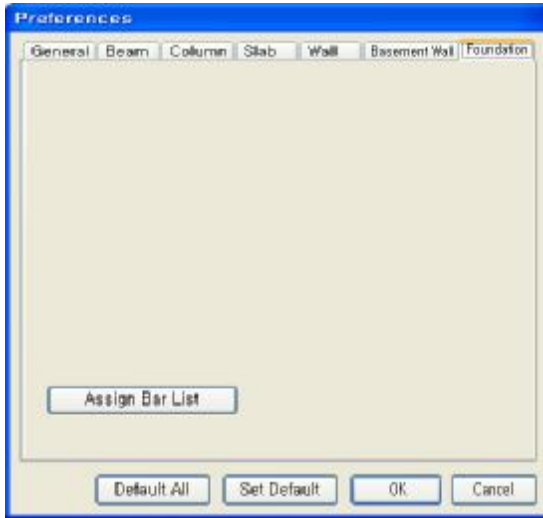 Preferences
General Beam Column Slab Wall Basement Wall Foundation
Assign Bar List
Default All Set Default OK Cancel